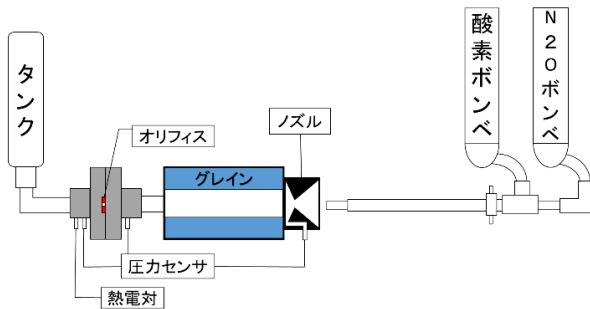 タンク
オリフィス
グレイン
ノズル
酸素ボンベ
N2Oボンベ
圧力センサ
熱電対